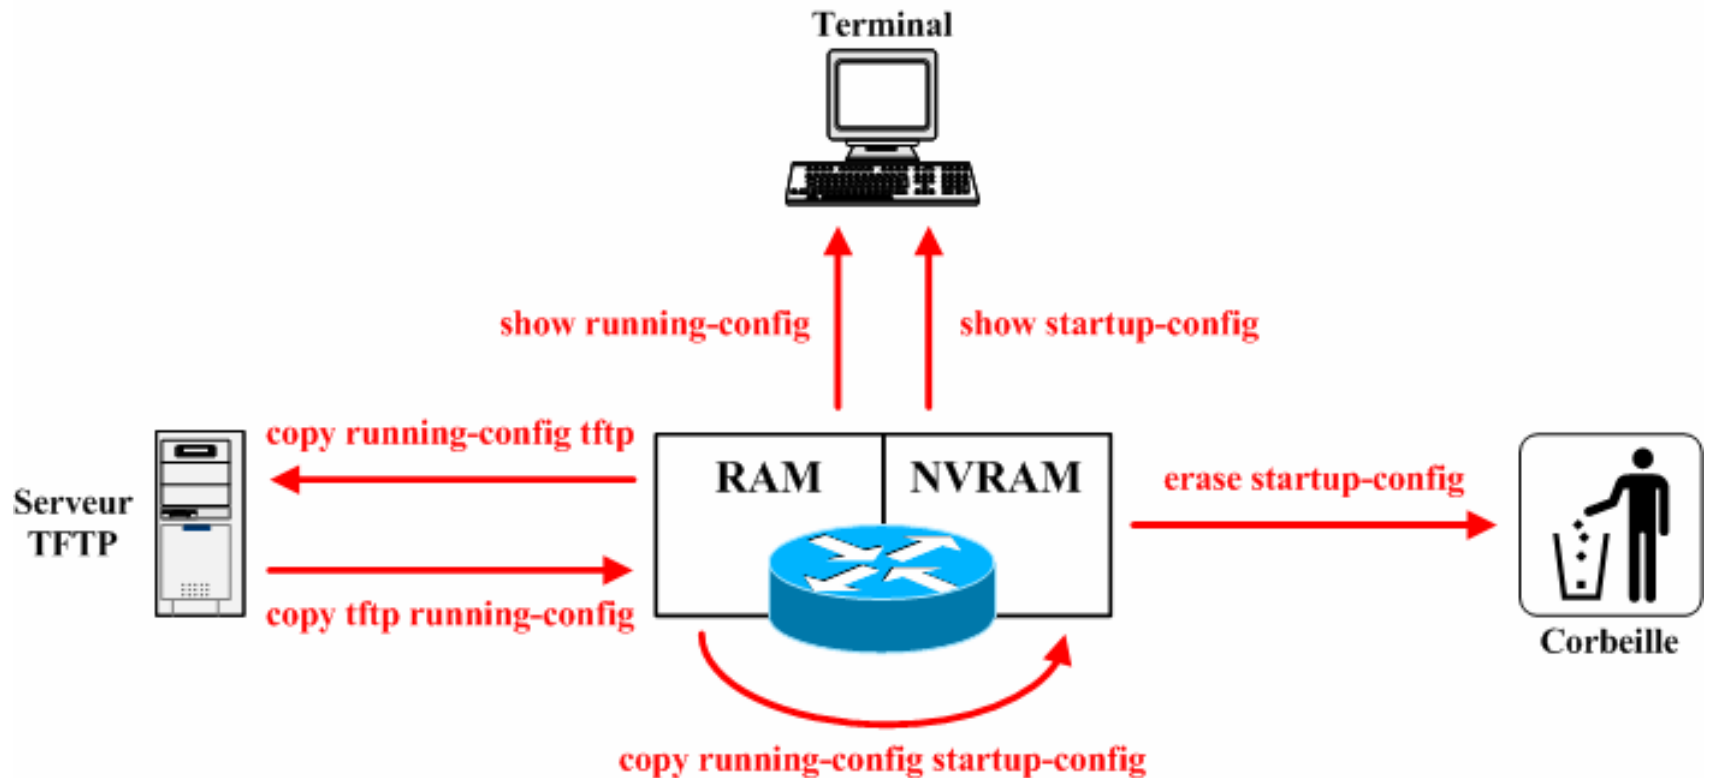 Terminal
show running-config
show startup-config
copy running-config tftp
RAM
NVRAM
erase startup-config
Serveur
TFTP
copy tftp running-config
Corbeille
copy running-config startup-config